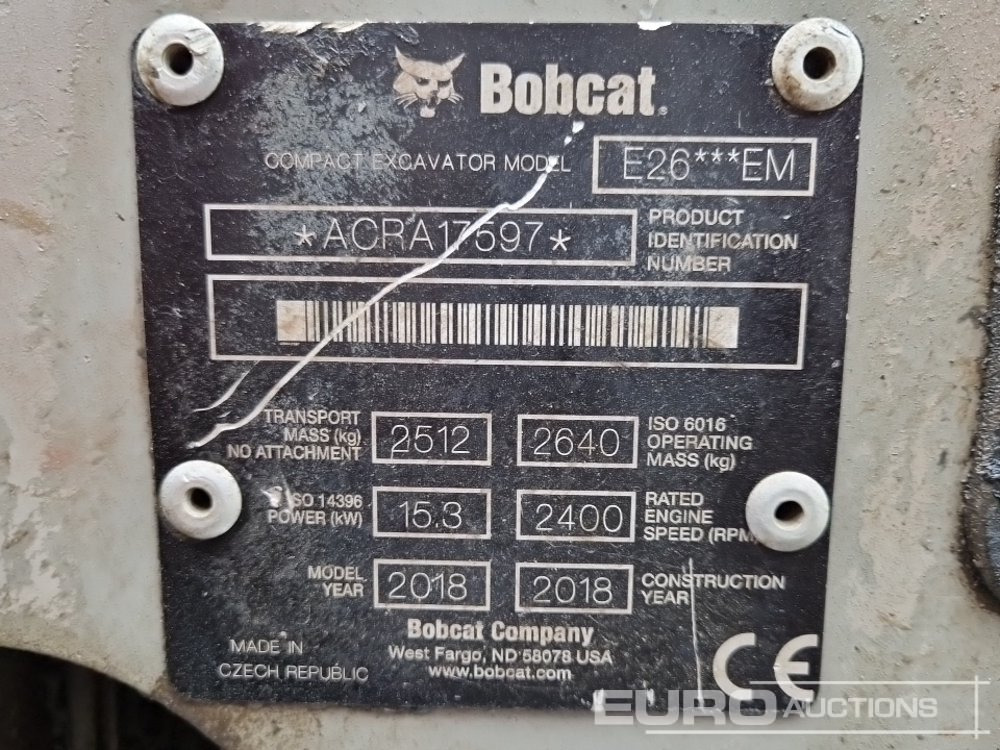 Bobcat.
COMPACT EXCAVATOR MODEL E26***EM
*ACRA17597*
PRODUCT
IDENTIFICATION
NUMBER
TRANSPORT
MASS (kg)
NO ATTACHMENT
2512
2640
ISO 6016
OPERATING
MASS (kg)
ISO 14396
POWER (kW)
15.3
2400
RATED
ENGINE
SPEED (RPM)
MODEL
YEAR
2018
2018
CONSTRUCTION
YEAR
Bobcat Company
West Fargo, ND 58078 USA
www.bobcat.com
MADE IN
CZECH REPUBLIC
CE
EURO AUCTIONS